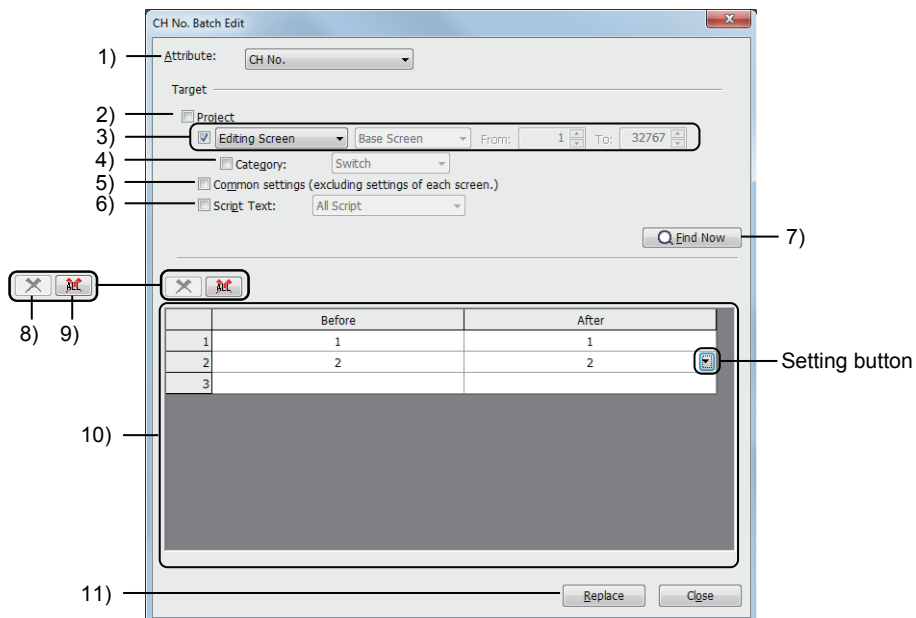 CH No. Batch Edit
1) Attribute: CH No.
Target
2) Project
3) Editing Screen Base Screen From: 1 To: 32767
4) Category: Switch
5) Common settings (excluding settings of each screen.)
6) Script Text: All Script
Find Now 7)
ALL ALL
8) 9)
Before After
1 1 1
2 2 2 Setting button
3
10)
11) Replace Close